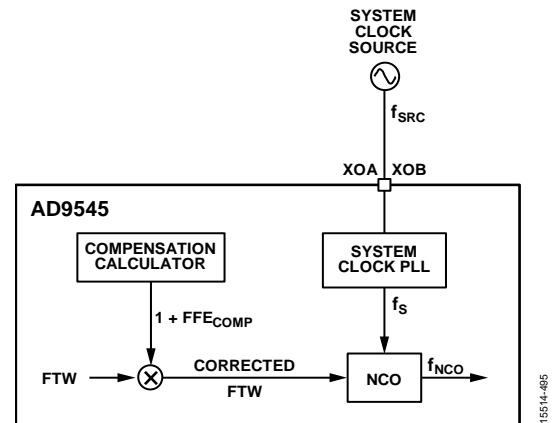 SYSTEM
CLOCK
SOURCE
fSRC
XOA XOB
AD9545
COMPENSATION
CALCULATOR
SYSTEM
CLOCK PLL
1 + FFECOMP
fS
FTW
CORRECTED
FTW
NCO
fNCO
15514-495